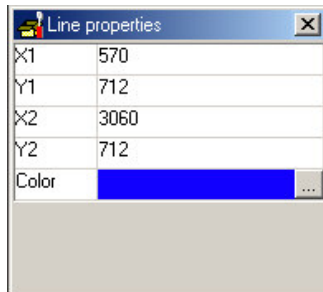 Line properties
X1 570
Y1 712
X2 3060
Y2 712
Color ...